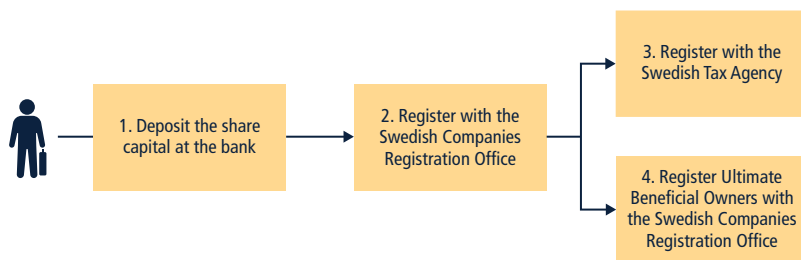 1. Deposit the share
capital at the bank
2. Register with the
Swedish Companies
Registration Office
3. Register with the
Swedish Tax Agency
4. Register Ultimate
Beneficial Owners with
the Swedish Companies
Registration Office